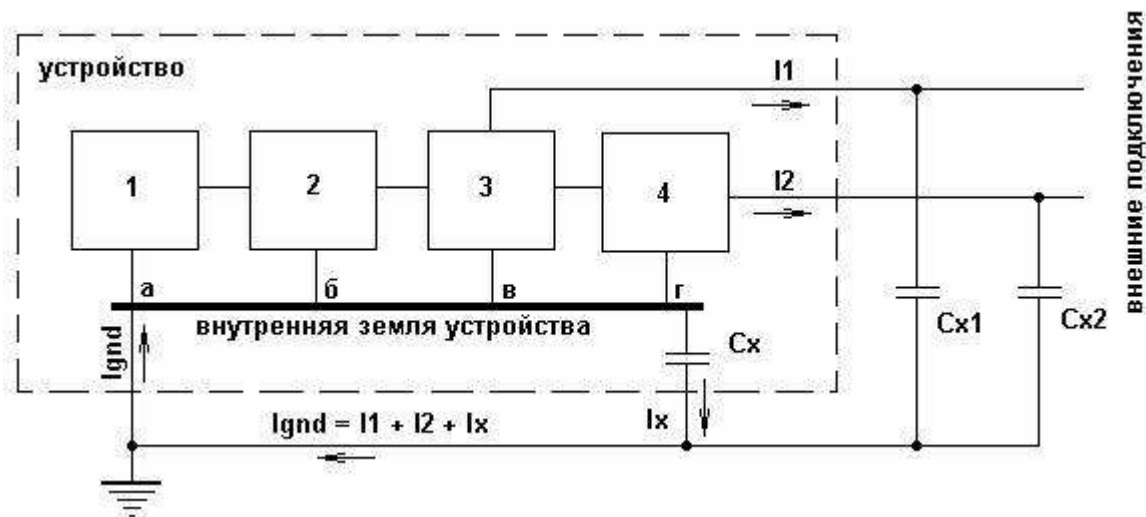 устройство
I1
1
2
3
4
I2
а
б
в
г
внутренняя земля устройства
Ignd
Cx
Cx1
Cx2
Ignd = I1 + I2 + Ix
Ix
внешние подключения